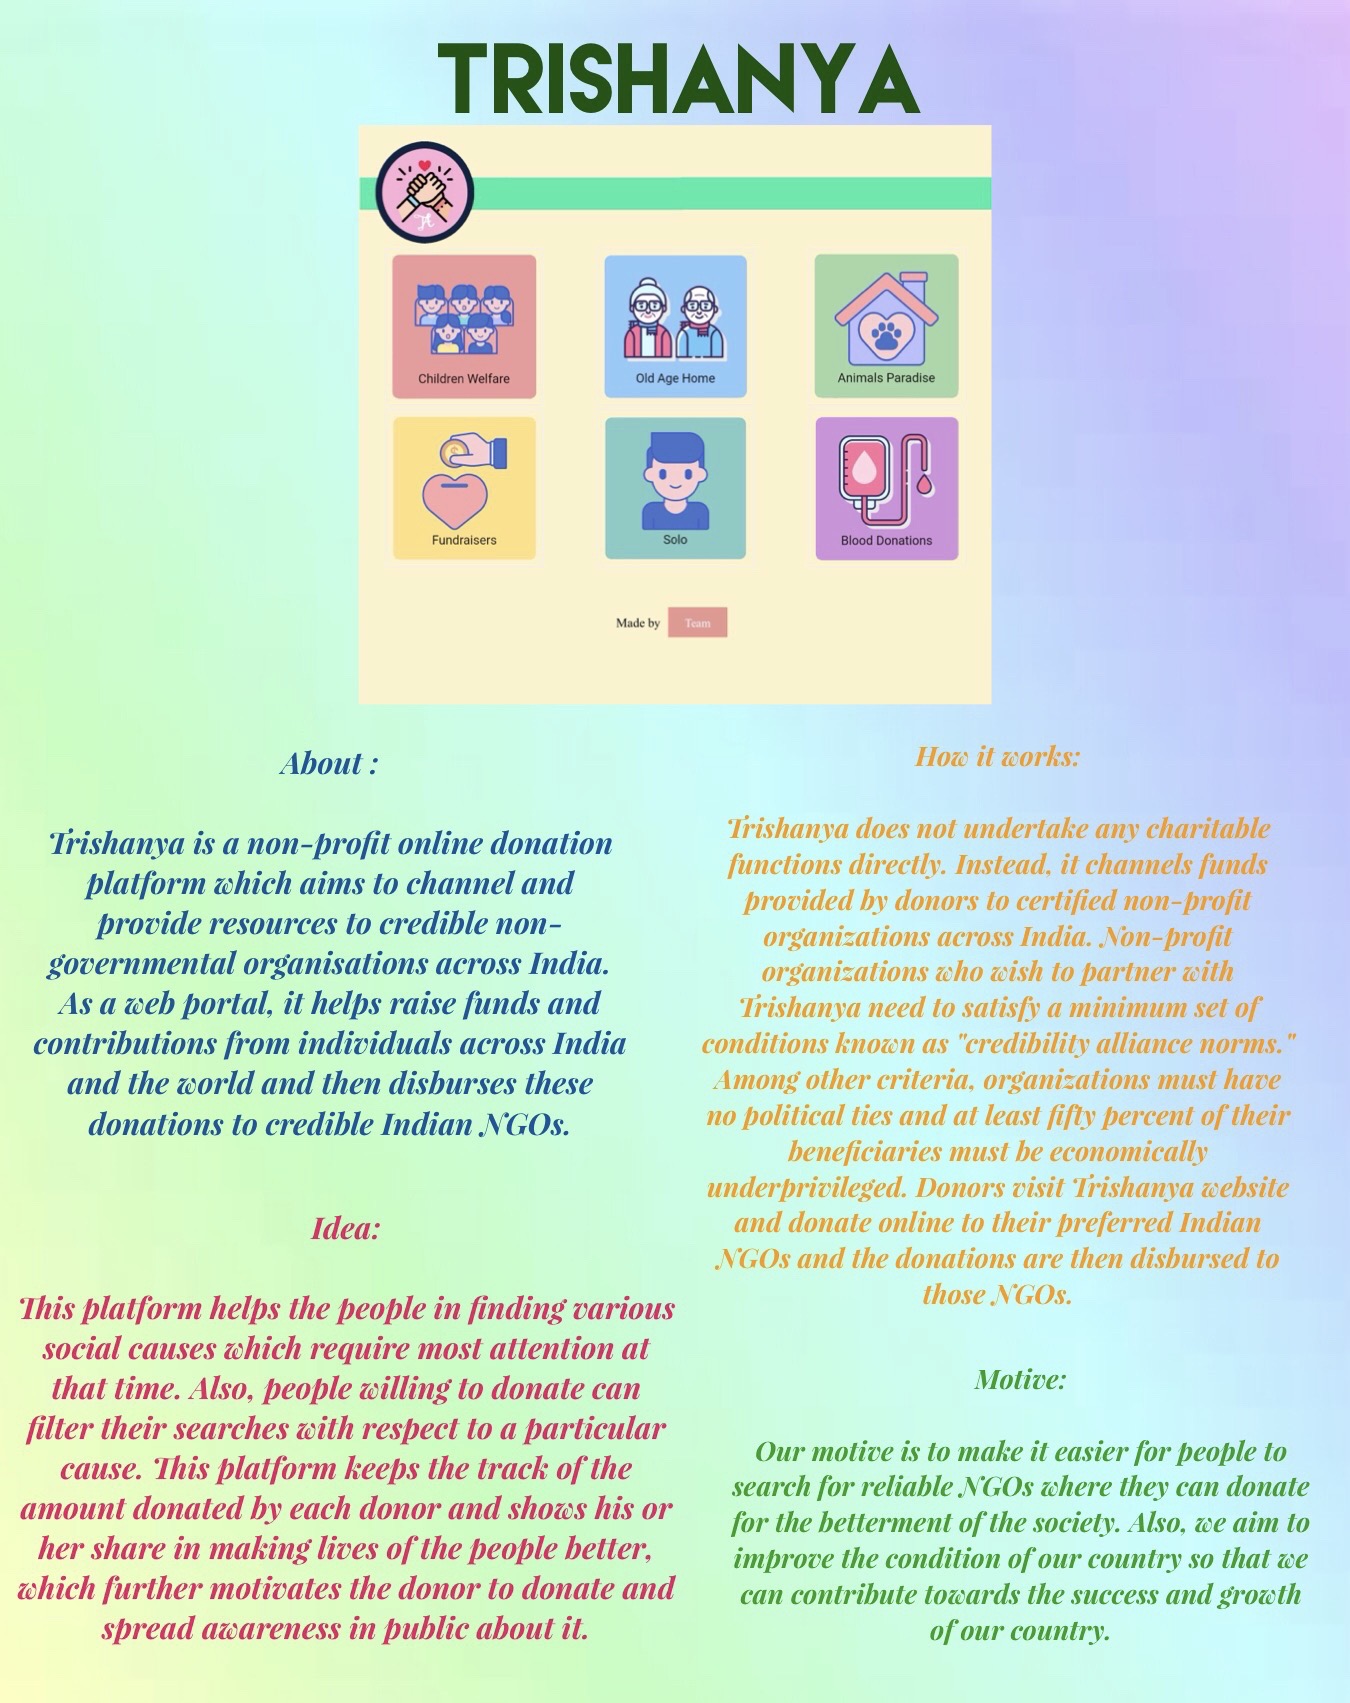 TRISHANYA
Children Welfare
Old Age Home
Animals Paradise
Fundraisers
Solo
Blood Donations
Made by Team
About :
Trishanya is a non-profit online donation
platform which aims to channel and
provide resources to credible non-
governmental organisations across India.
As a web portal, it helps raise funds and
contributions from individuals across India
and the world and then disburses these
donations to credible Indian NGOs.
Idea:
This platform helps the people in finding various
social causes which require most attention at
that time. Also, people willing to donate can
filter their searches with respect to a particular
cause. This platform keeps the track of the
amount donated by each donor and shows his or
her share in making lives of the people better,
which further motivates the donor to donate and
spread awareness in public about it.
How it works:
Trishanya does not undertake any charitable
functions directly. Instead, it channels funds
provided by donors to certified non-profit
organizations across India. Non-profit
organizations who wish to partner with
Trishanya need to satisfy a minimum set of
conditions known as "credibility alliance norms."
Among other criteria, organizations must have
no political ties and at least fifty percent of their
beneficiaries must be economically
underprivileged. Donors visit Trishanya website
and donate online to their preferred Indian
NGOs and the donations are then disbursed to
those NGOs.
Motive:
Our motive is to make it easier for people to
search for reliable NGOs where they can donate
for the betterment of the society. Also, we aim to
improve the condition of our country so that we
can contribute towards the success and growth
of our country.